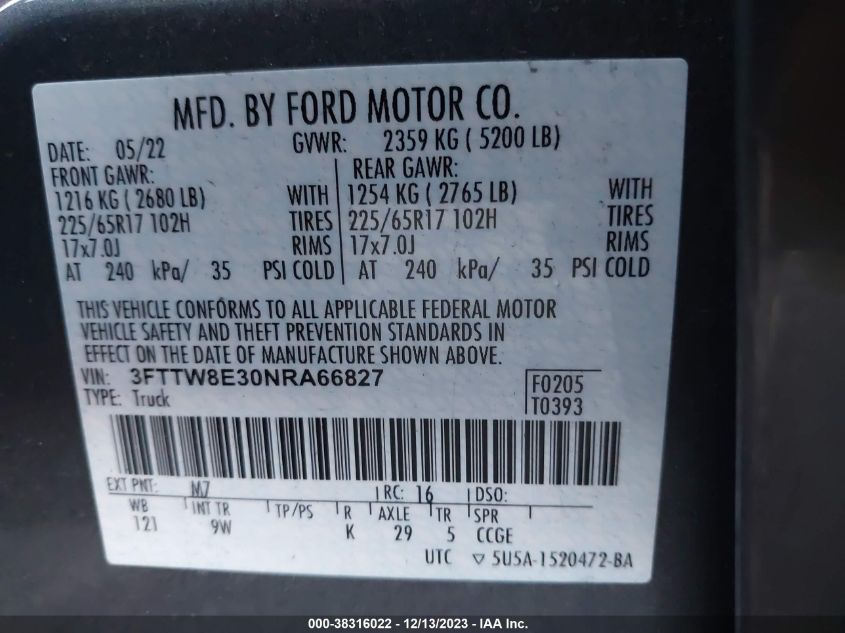 MFD. BY FORD MOTOR CO.
DATE: 05/22 GVWR: 2359 KG ( 5200 LB)
FRONT GAWR: REAR GAWR:
1216 KG ( 2680 LB) WITH 1254 KG ( 2765 LB) WITH
225/65R17 102H TIRES 225/65R17 102H TIRES
17x7.0J RIMS 17x7.0J RIMS
AT 240 kPa/ 35 PSI COLD AT 240 kPa/ 35 PSI COLD
THIS VEHICLE CONFORMS TO ALL APPLICABLE FEDERAL MOTOR
VEHICLE SAFETY AND THEFT PREVENTION STANDARDS IN
EFFECT ON THE DATE OF MANUFACTURE SHOWN ABOVE.
VIN: 3FTTW8E30NRA66827 F0205
TYPE: Truck T0393
EXT PNT: M7 RC: 16 DSO:
WB INT TR TP/PS R AXLE TR SPR
121 9W K 29 5 CCGE
UTC ▽ 5U5A-1520472-BA
000-38316022 / 12/13/2023 - IAA Inc.